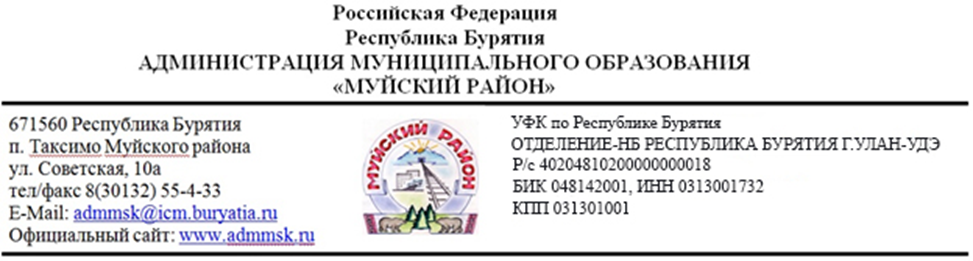 Российская Федерация
Республика Бурятия
АДМИНИСТРАЦИЯ МУНИЦИПАЛЬНОГО ОБРАЗОВАНИЯ
«МУЙСКИЙ РАЙОН»
671560 Республика Бурятия
п. Таксимо Муйского района
ул. Советская, 10а
тел/факс 8(30132) 55-4-33
E-Mail: admmsk@icm.buryatia.ru
Официальный сайт: www.admmsk.ru
МУЙСКИЙ РАЙОН
УФК по Республике Бурятия
ОТДЕЛЕНИЕ-НБ РЕСПУБЛИКА БУРЯТИЯ Г.УЛАН-УДЭ
Р/с 40204810200000000018
БИК 048142001, ИНН 0313001732
КПП 031301001